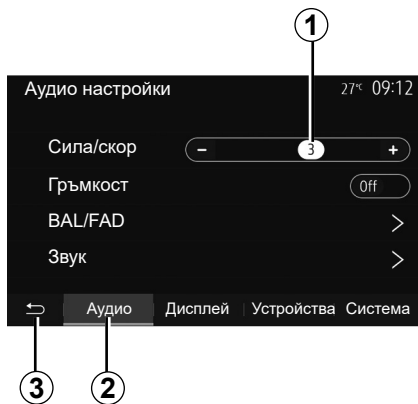 1
Аудио настройки 27°C 09:12
Сила/скор - 3 +
Гръмкост Off
BAL/FAD >
Звук >
Аудио Дисплей Устройства Система
3 2